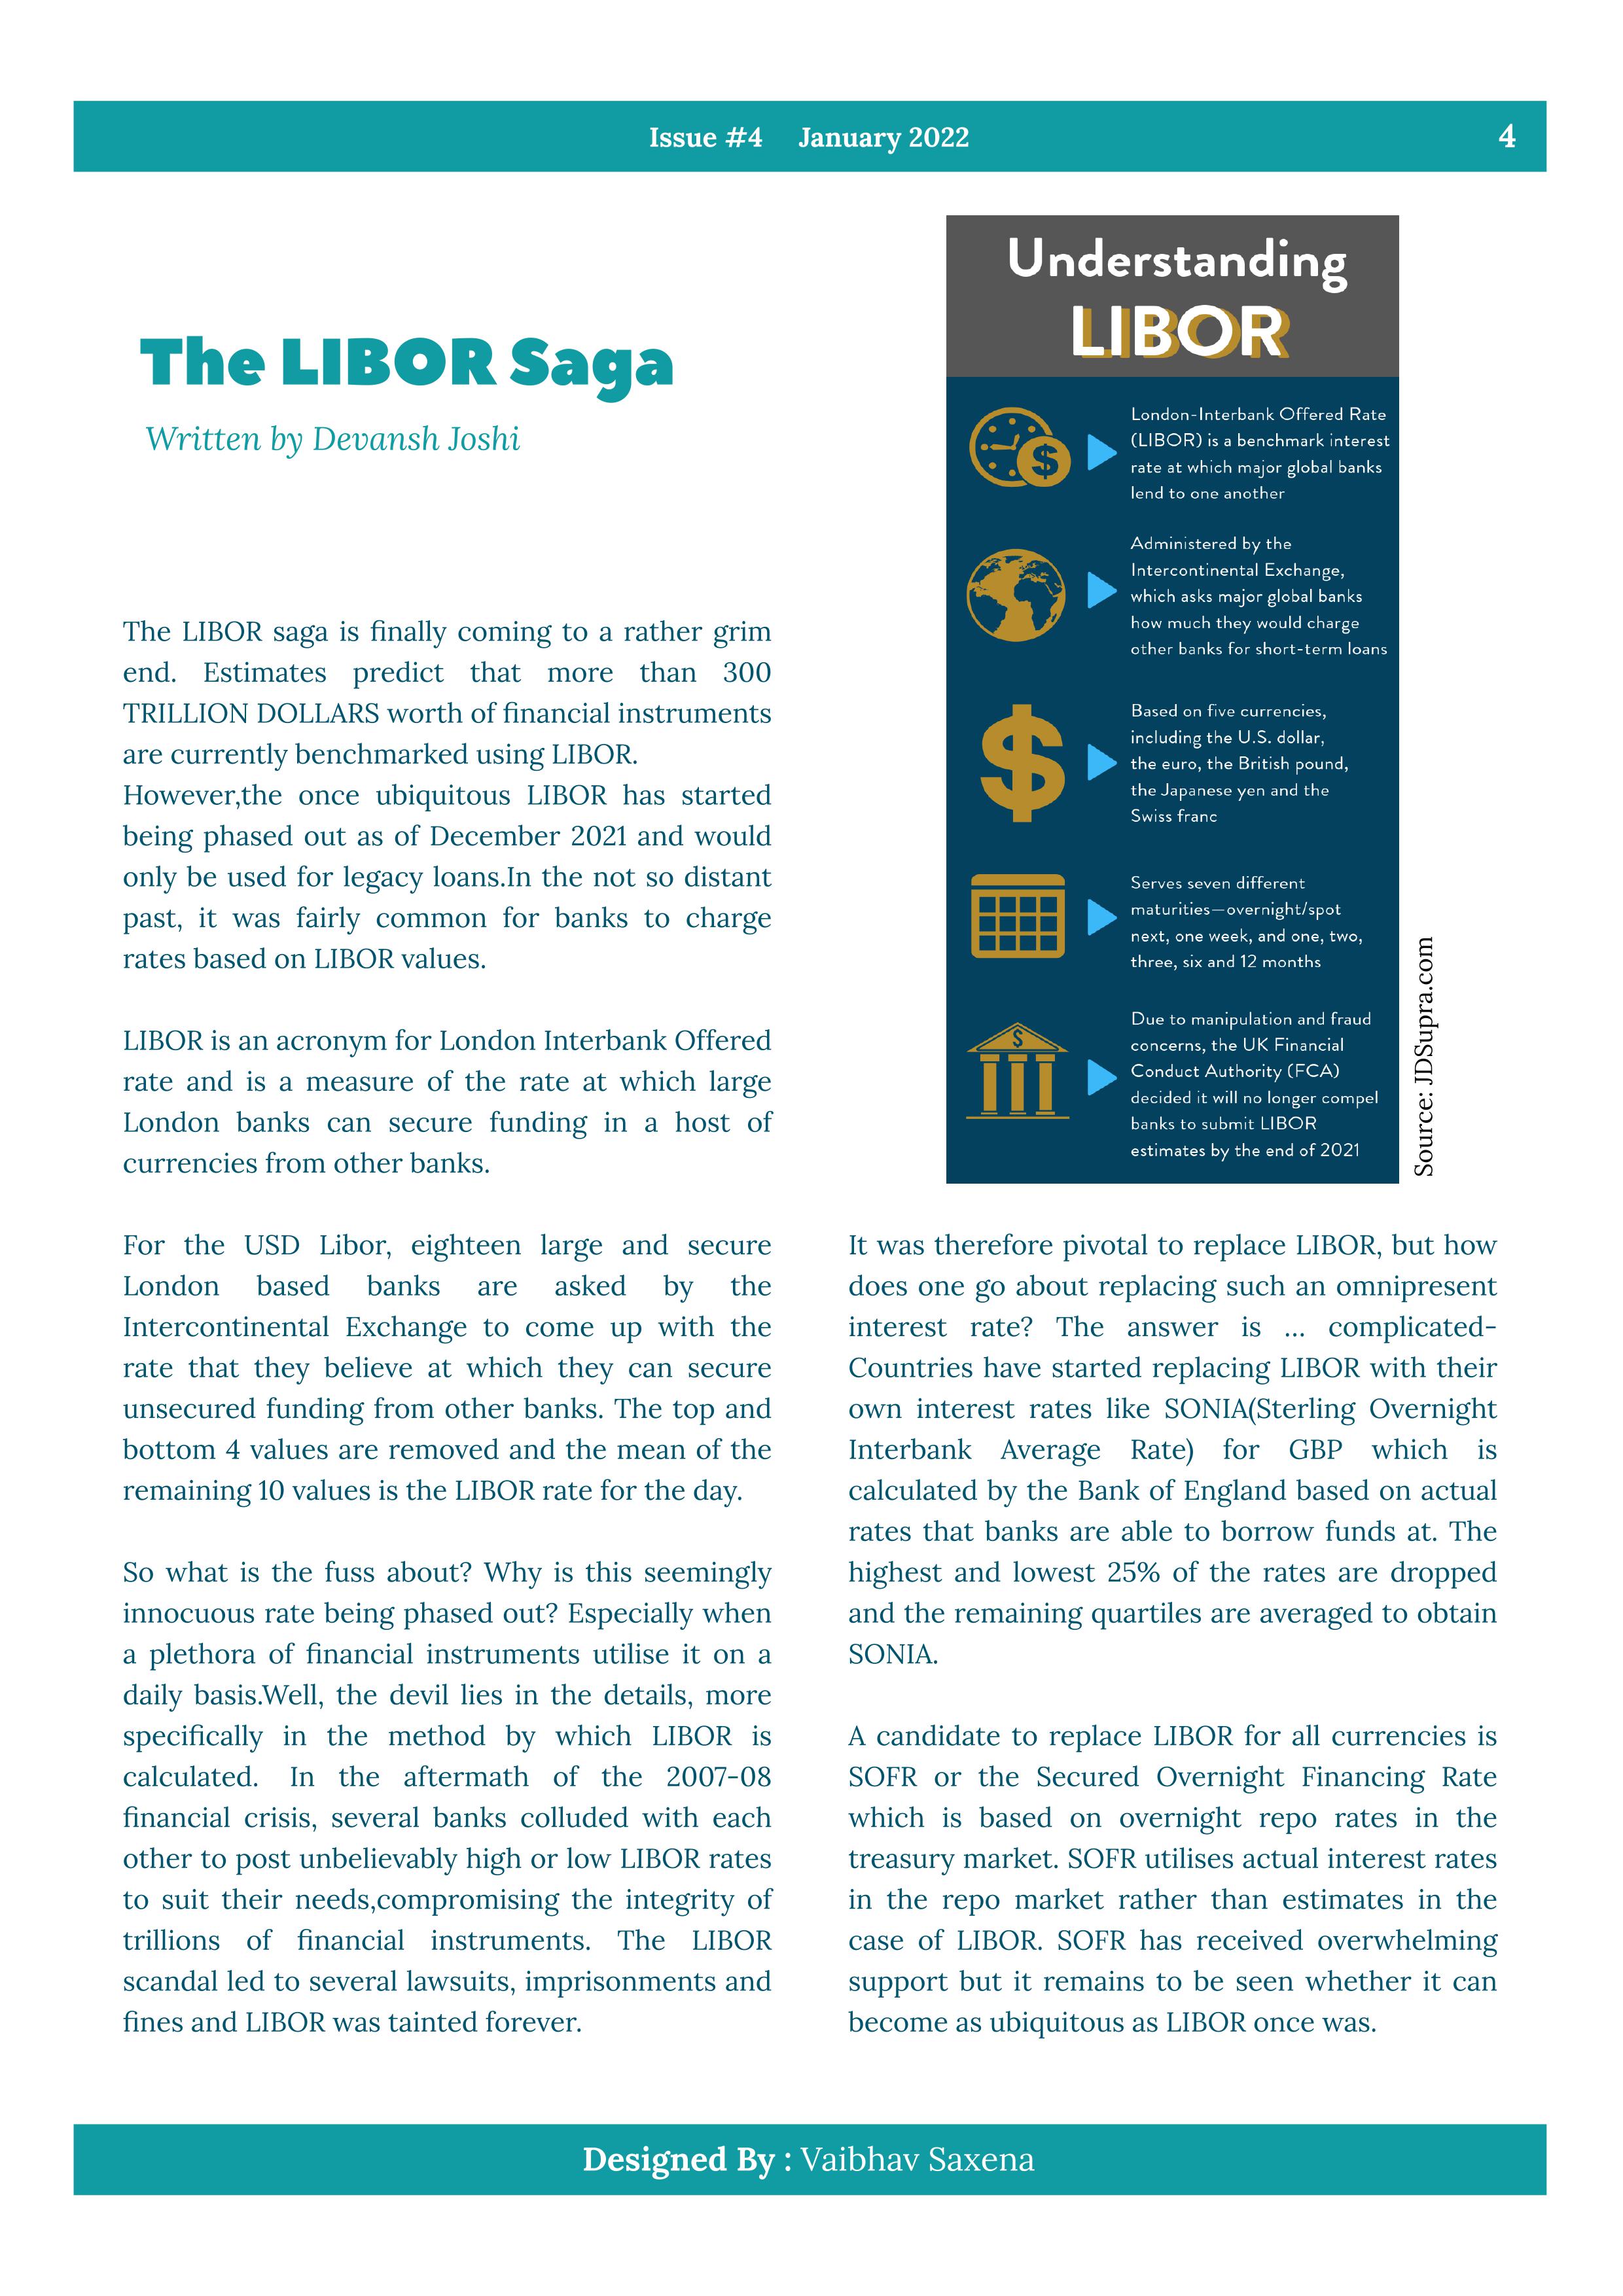 Issue #4 January 2022
4
The LIBOR Saga
Written by Devansh Joshi
The LIBOR saga is finally coming to a rather grim
end. Estimates predict that more than 300
TRILLION DOLLARS worth of financial instruments
are currently benchmarked using LIBOR.
However,the once ubiquitous LIBOR has started
being phased out as of December 2021 and would
only be used for legacy loans.In the not so distant
past, it was fairly common for banks to charge
rates based on LIBOR values.
LIBOR is an acronym for London Interbank Offered
rate and is a measure of the rate at which large
London banks can secure funding in a host of
currencies from other banks.
For the USD Libor, eighteen large and secure
London based banks are asked by the
Intercontinental Exchange to come up with the
rate that they believe at which they can secure
unsecured funding from other banks. The top and
bottom 4 values are removed and the mean of the
remaining 10 values is the LIBOR rate for the day.
So what is the fuss about? Why is this seemingly
innocuous rate being phased out? Especially when
a plethora of financial instruments utilise it on a
daily basis.Well, the devil lies in the details, more
specifically in the method by which LIBOR is
calculated. In the aftermath of the 2007-08
financial crisis, several banks colluded with each
other to post unbelievably high or low LIBOR rates
to suit their needs,compromising the integrity of
trillions of financial instruments. The LIBOR
scandal led to several lawsuits, imprisonments and
fines and LIBOR was tainted forever.
Understanding
LIBOR
London-Interbank Offered Rate
(LIBOR) is a benchmark interest
rate at which major global banks
lend to one another
Administered by the
Intercontinental Exchange,
which asks major global banks
how much they would charge
other banks for short-term loans
$
Based on five currencies,
including the U.S. dollar,
the euro, the British pound,
the Japanese yen and the
Swiss franc
Serves seven different
maturities—overnight/spot
next, one week, and one, two,
three, six and 12 months
Due to manipulation and fraud
concerns, the UK Financial
Conduct Authority (FCA)
decided it will no longer compel
banks to submit LIBOR
estimates by the end of 2021
Source: JDSupra.com
It was therefore pivotal to replace LIBOR, but how
does one go about replacing such an omnipresent
interest rate? The answer is ... complicated-
Countries have started replacing LIBOR with their
own interest rates like SONIA(Sterling Overnight
Interbank Average Rate) for GBP which is
calculated by the Bank of England based on actual
rates that banks are able to borrow funds at. The
highest and lowest 25% of the rates are dropped
and the remaining quartiles are averaged to obtain
SONIA.
A candidate to replace LIBOR for all currencies is
SOFR or the Secured Overnight Financing Rate
which is based on overnight repo rates in the
treasury market. SOFR utilises actual interest rates
in the repo market rather than estimates in the
case of LIBOR. SOFR has received overwhelming
support but it remains to be seen whether it can
become as ubiquitous as LIBOR once was.
Designed By : Vaibhav Saxena